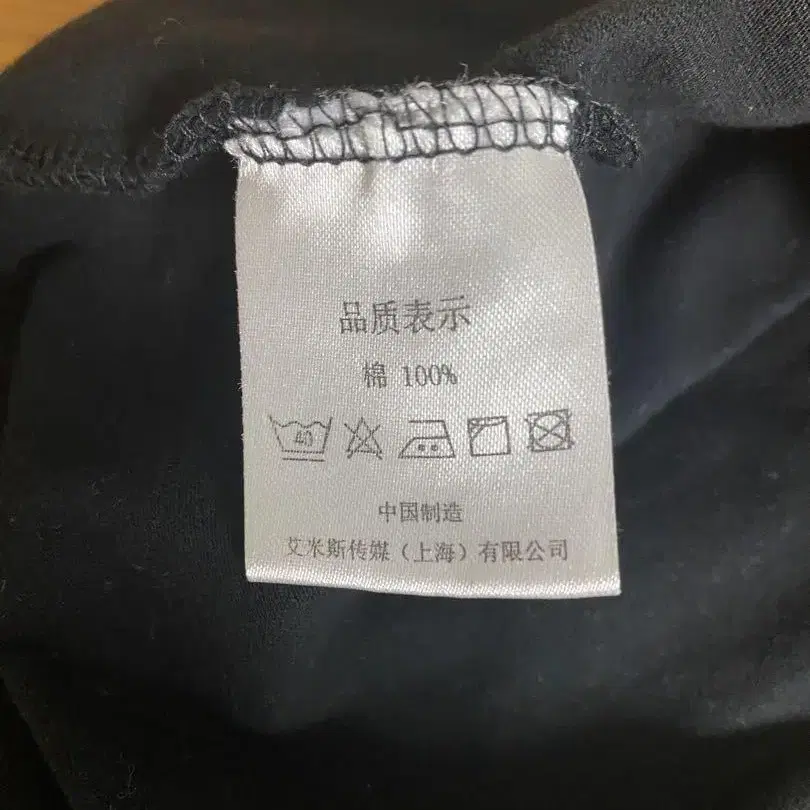 品质表示
棉 100%
40
中国制造
艾米斯传媒（上海）有限公司